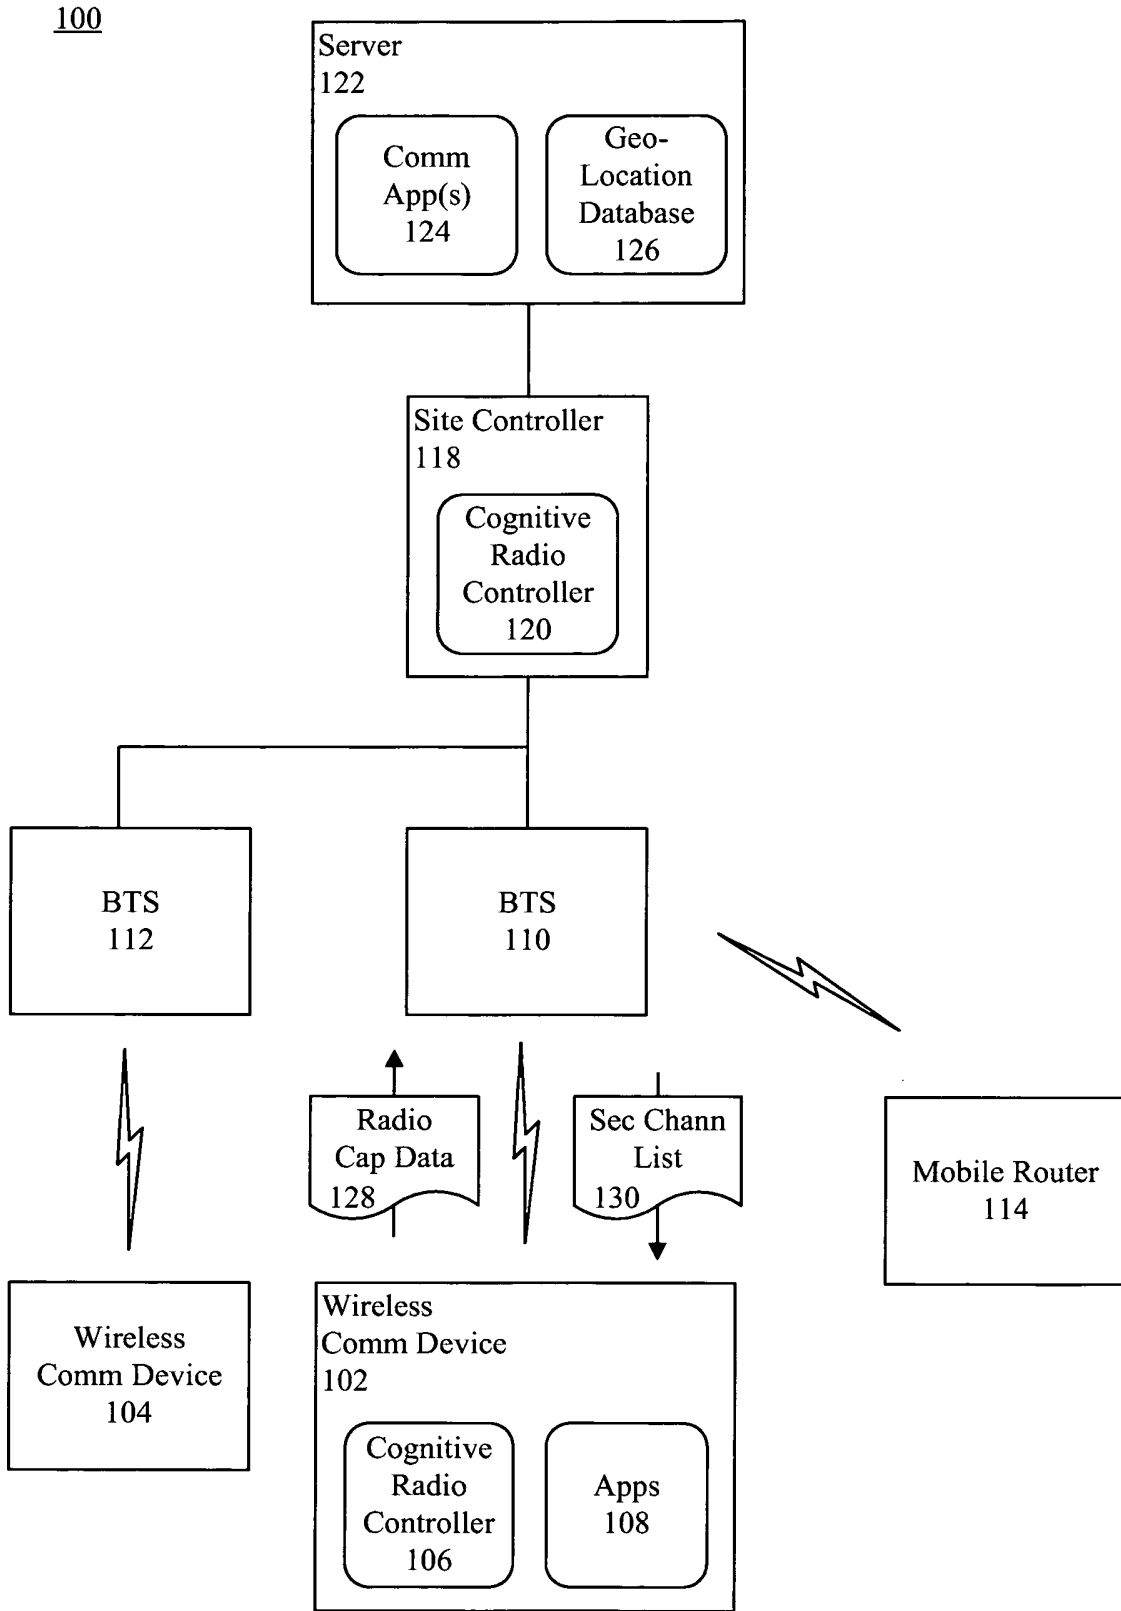 100
Server
122
Comm
App(s)
124
Geo-
Location
Database
126
Site Controller
118
Cognitive
Radio
Controller
120
BTS
112
BTS
110
Radio
Cap Data
128
Sec Chann
List
130
Mobile Router
114
Wireless
Comm Device
104
Wireless
Comm Device
102
Cognitive
Radio
Controller
106
Apps
108